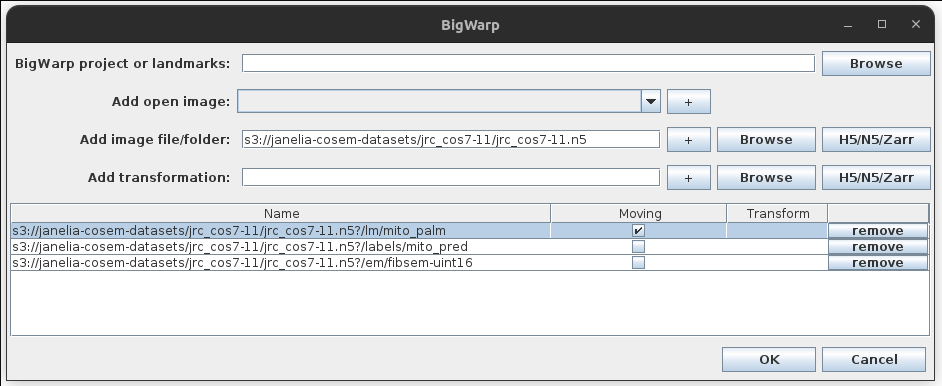 BigWarp
BigWarp project or landmarks: Browse
Add open image: +
Add image file/folder: s3://janelia-cosem-datasets/jrc_cos7-11/jrc_cos7-11.n5 + Browse H5/N5/Zarr
Add transformation: + Browse H5/N5/Zarr
Name Moving Transform
s3://janelia-cosem-datasets/jrc_cos7-11/jrc_cos7-11.n5?/lm/mito_palm remove
s3://janelia-cosem-datasets/jrc_cos7-11/jrc_cos7-11.n5?/labels/mito_pred remove
s3://janelia-cosem-datasets/jrc_cos7-11/jrc_cos7-11.n5?/em/fibsem-uint16 remove
OK Cancel